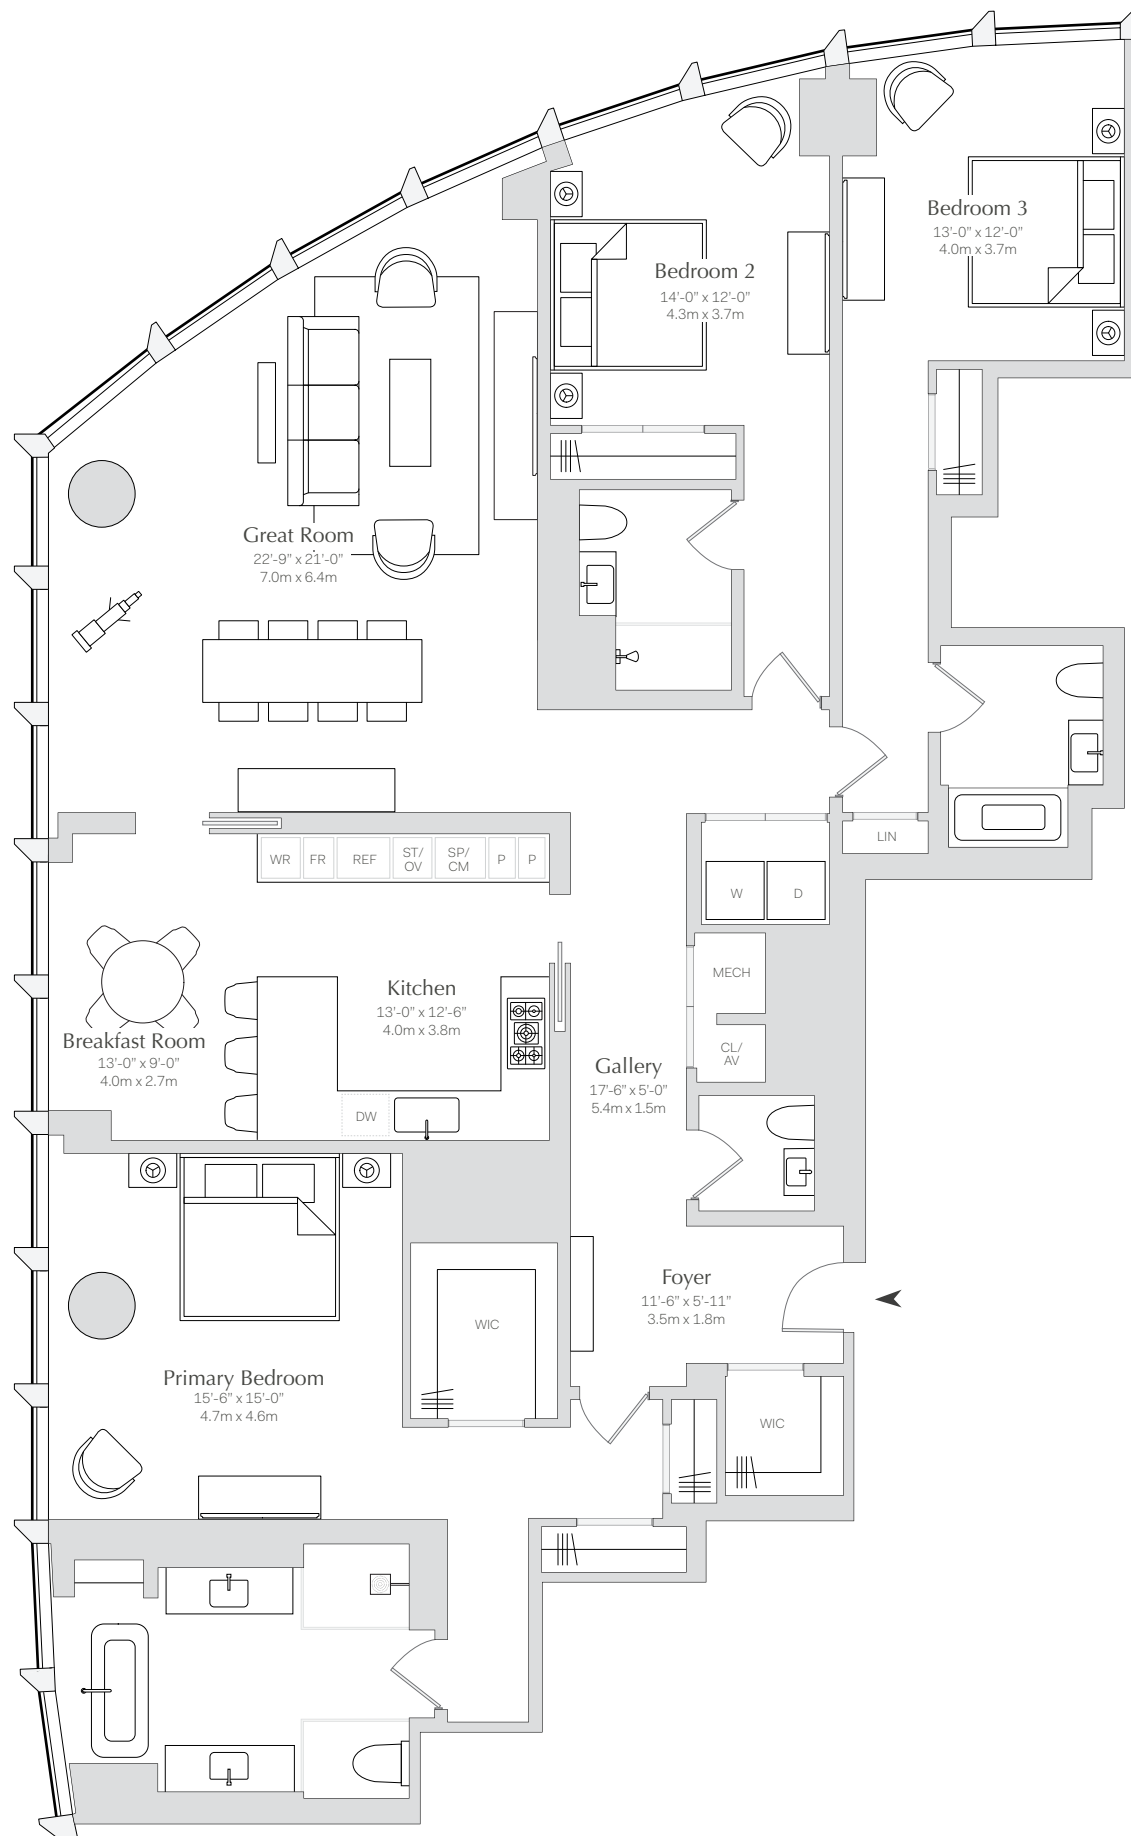 Bedroom 3
13'-0" x 12'-0"
4.0m x 3.7m
Bedroom 2
14'-0" x 12'-0"
4.3m x 3.7m
Great Room
22'-9" x 21'-0"
7.0m x 6.4m
LIN
WR
FR
REF
ST/
OV
SP/
CM
P
P
W
D
MECH
CL/
AV
Kitchen
13'-0" x 12'-6"
4.0m x 3.8m
Breakfast Room
13'-0" x 9'-0"
4.0m x 2.7m
DW
Gallery
17'-6" x 5'-0"
5.4m x 1.5m
Foyer
11'-6" x 5'-11"
3.5m x 1.8m
WIC
Primary Bedroom
15'-6" x 15'-0"
4.7m x 4.6m
WIC